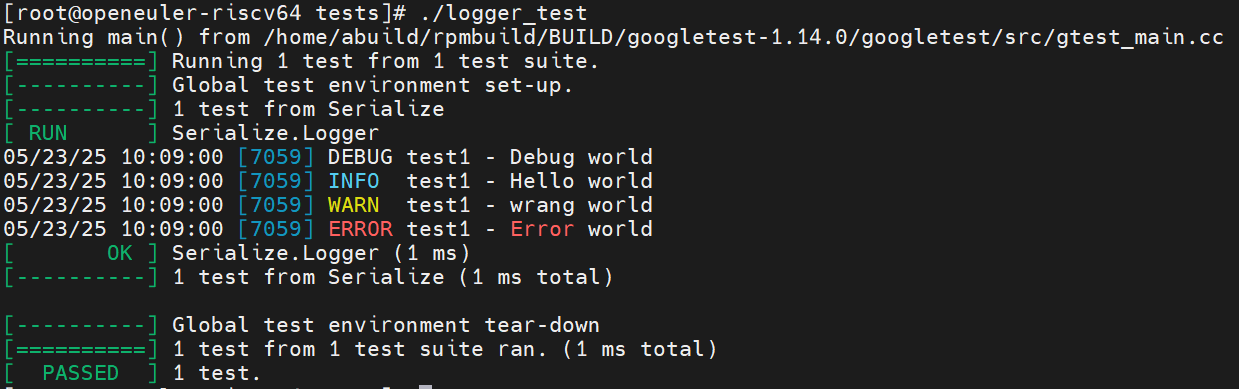 [root@openeuler-riscv64 tests]# ./logger_test
Running main() from /home/abuild/rpmbuild/BUILD/googletest-1.14.0/googletest/src/gtest_main.cc
[==========] Running 1 test from 1 test suite.
[----------] Global test environment set-up.
[----------] 1 test from Serialize
[ RUN      ] Serialize.Logger
05/23/25 10:09:00 [7059] DEBUG test1 - Debug world
05/23/25 10:09:00 [7059] INFO  test1 - Hello world
05/23/25 10:09:00 [7059] WARN  test1 - wrang world
05/23/25 10:09:00 [7059] ERROR test1 - Error world
[       OK ] Serialize.Logger (1 ms)
[----------] 1 test from Serialize (1 ms total)

[----------] Global test environment tear-down
[==========] 1 test from 1 test suite ran. (1 ms total)
[  PASSED  ] 1 test.